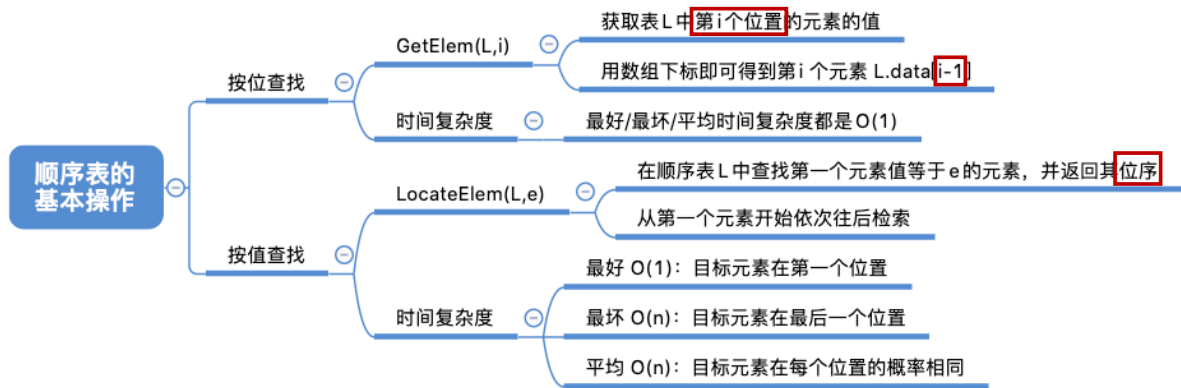 顺序表的
基本操作
按位查找
GetElem(L,i)
获取表L中第i个位置的元素的值
用数组下标即可得到第i个元素 L.data[i-1]
时间复杂度
最好/最坏/平均时间复杂度都是O(1)
按值查找
LocateElem(L,e)
在顺序表L中查找第一个元素值等于e的元素，并返回其位序
从第一个元素开始依次往后检索
时间复杂度
最好 O(1)：目标元素在第一个位置
最坏 O(n)：目标元素在最后一个位置
平均 O(n)：目标元素在每个位置的概率相同